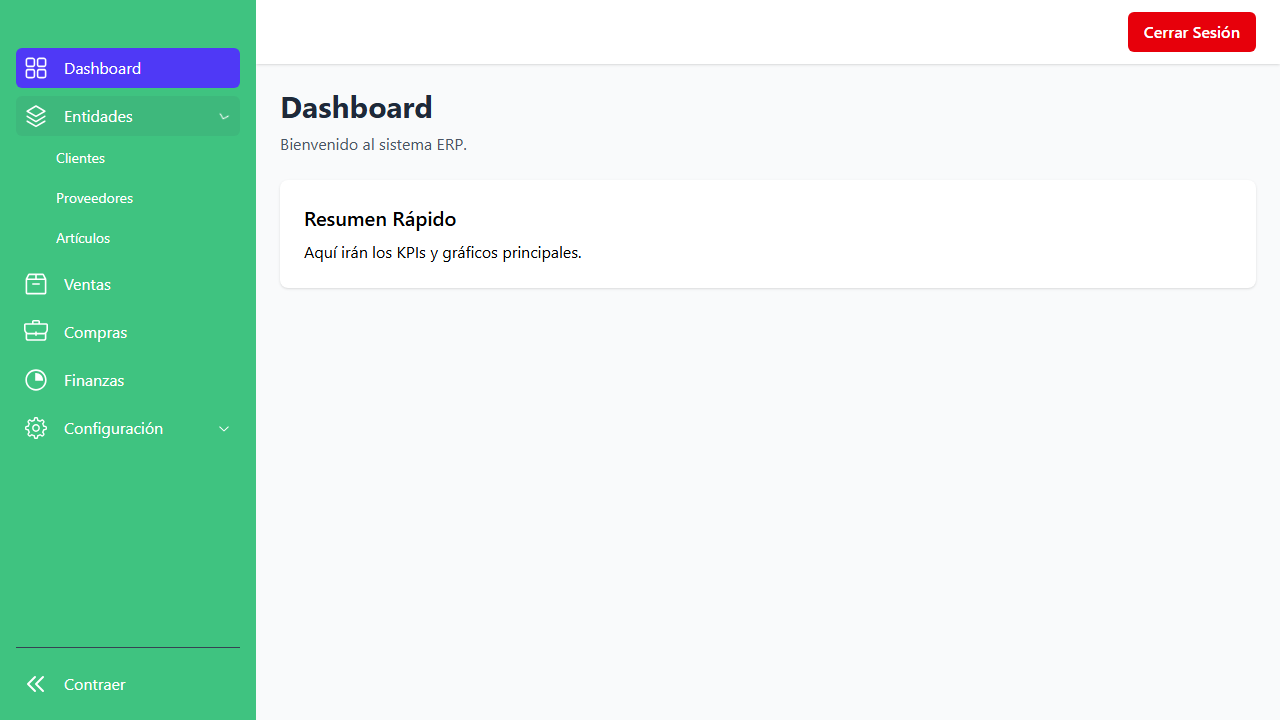 Dashboard
Entidades
Clientes
Proveedores
Artículos
Ventas
Compras
Finanzas
Configuración
Contraer
Cerrar Sesión
Dashboard
Bienvenido al sistema ERP.
Resumen Rápido
Aquí irán los KPIs y gráficos principales.